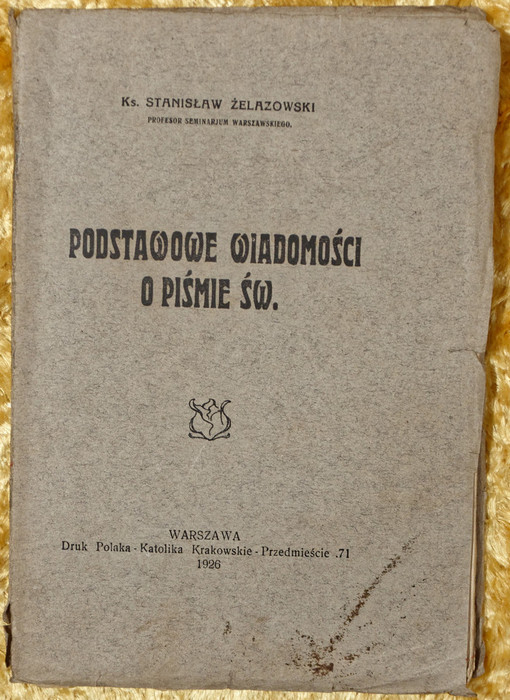 Ks. STANISŁAW ŻELAZOWSKI
PROFESOR SEMINARJUM WARSZAWSKIEGO.
PODSTAWOWE WIADOMOŚCI
O PIŚMIE ŚW.
WARSZAWA
Druk Polaka - Katolika Krakowskie - Przedmieście .71
1926